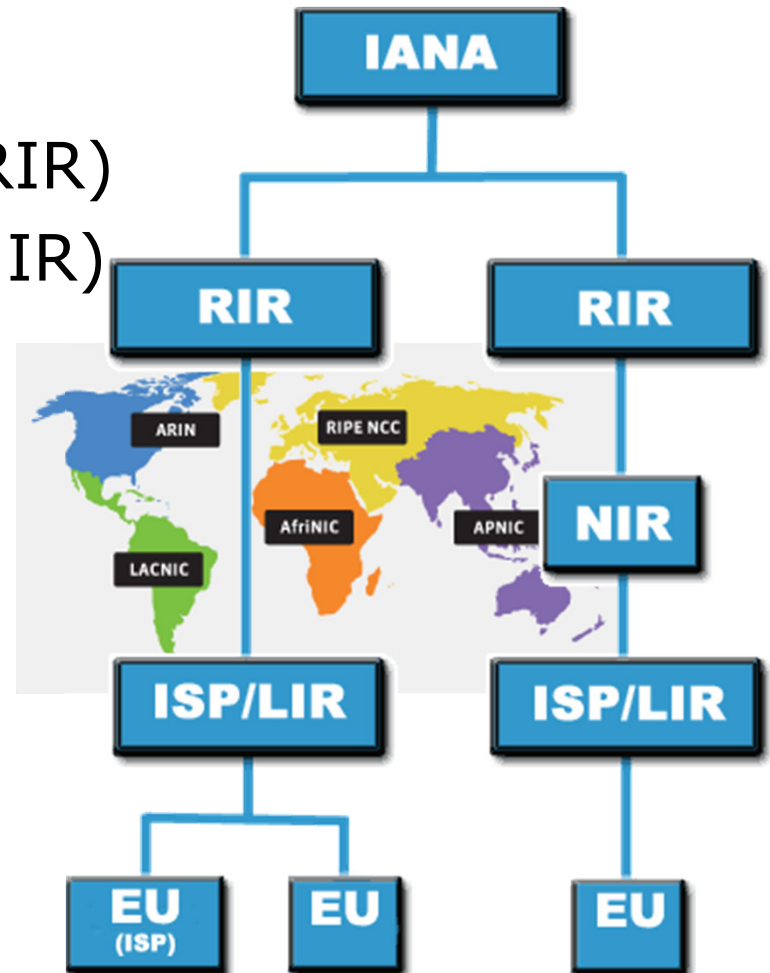 IANA
RIR)
IR)
RIR
RIR
ARIN
RIPE NCC
AfriNIC
APNIC
NIR
LACNIC
ISP/LIR
ISP/LIR
EU
(ISP)
EU
EU